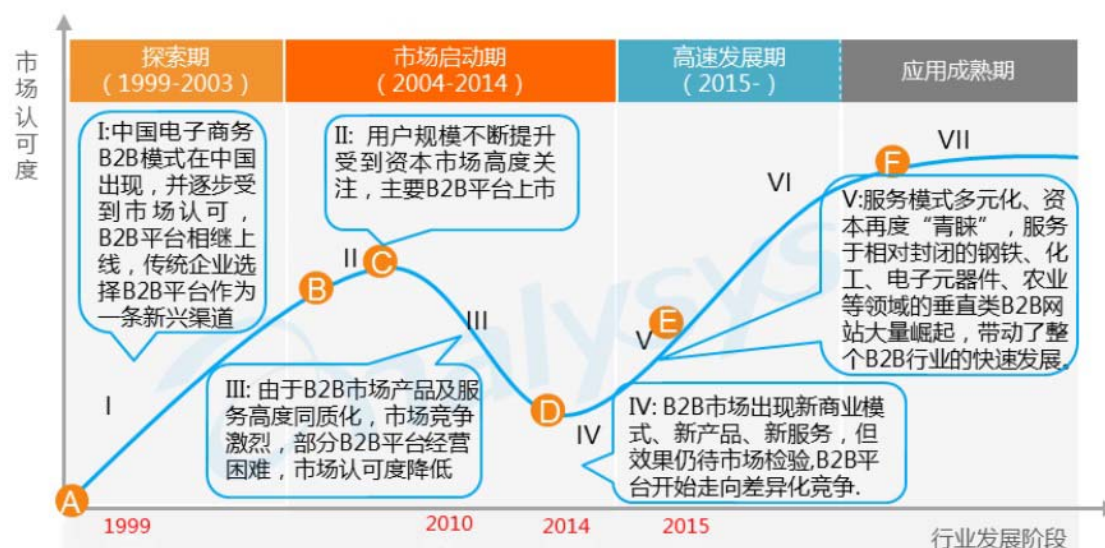 市场认可度
探索期
（1999-2003）
市场启动期
（2004-2014）
高速发展期
（2015-）
应用成熟期
I:中国电子商务
B2B模式在中国
出现，并逐步受
到市场认可，
B2B平台相继上
线，传统企业选
择B2B平台作为
一条新兴渠道
II: 用户规模不断提升
受到资本市场高度关
注，主要B2B平台上市
VII
F
VI
V:服务模式多元化、资
本再度“青睐”，服务
于相对封闭的钢铁、化
工、电子元器件、农业
等领域的垂直类B2B网
站大量崛起，带动了整
个B2B行业的快速发展.
II
C
B
III
E
V
I
III: 由于B2B市场产品及服
务高度同质化，市场竞争
激烈，部分B2B平台经营
困难，市场认可度降低
D
IV
IV: B2B市场出现新商业模
式、新产品、新服务，但
效果仍待市场检验,B2B平
台开始走向差异化竞争.
A
1999
2010
2014
2015
行业发展阶段
analysys